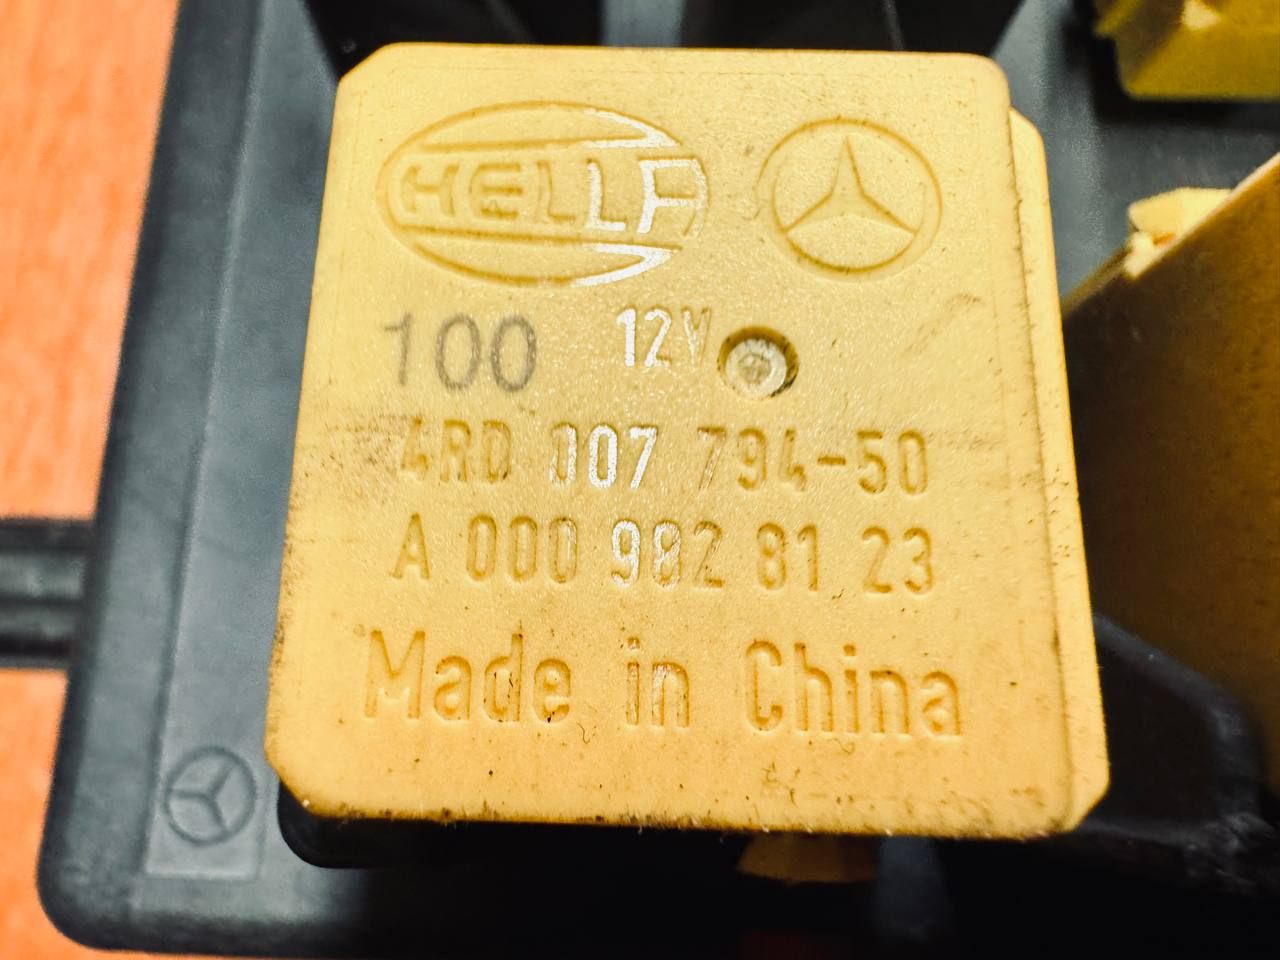 HELLA
100 12V
4RD 007 794-50
A 000 982 81 23
Made in China